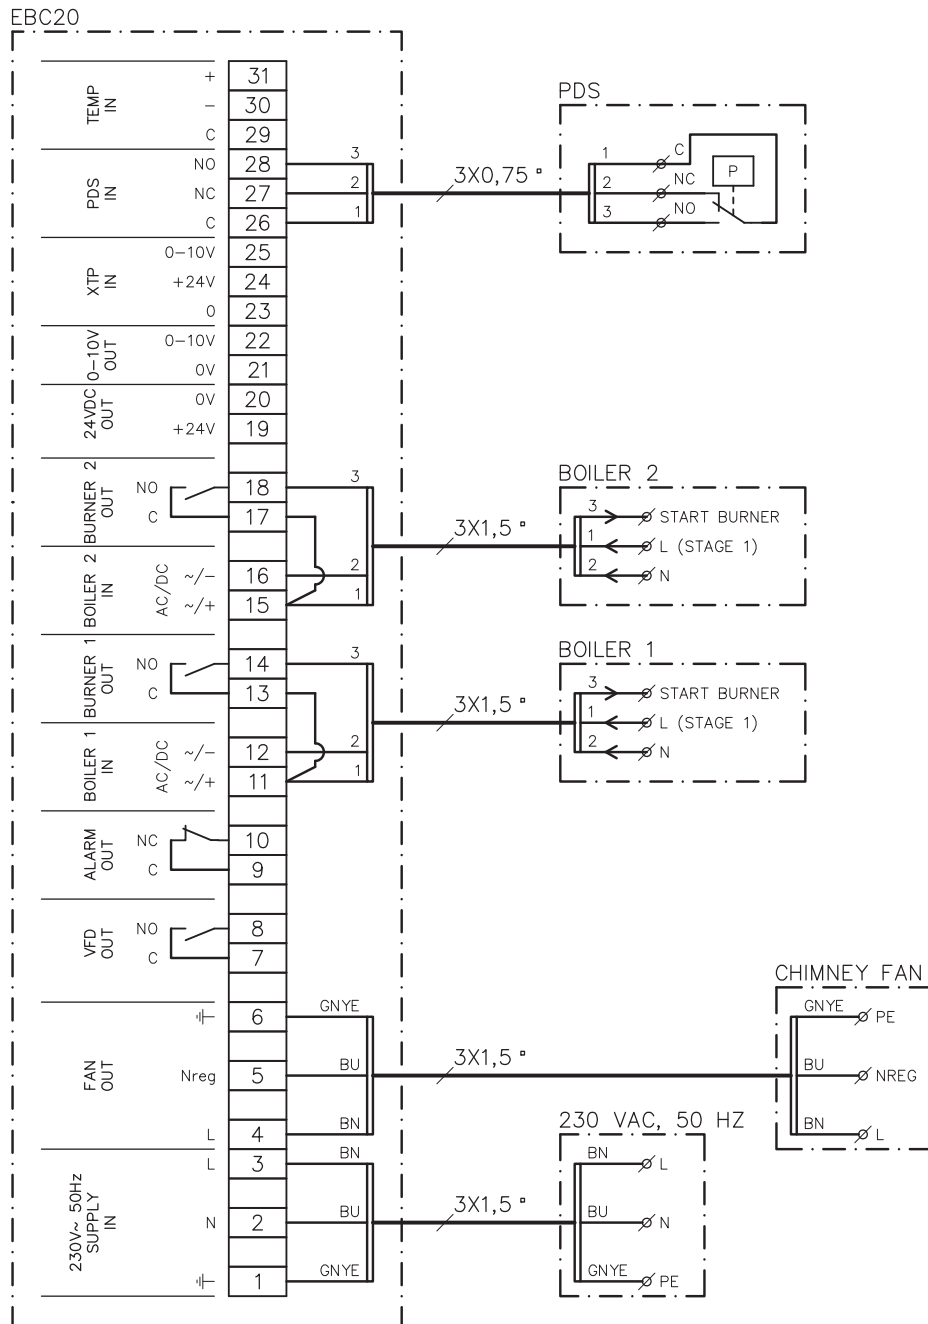 EBC20
TEMP IN
+ 31
- 30
C 29
PDS IN
NO 28 3
NC 27 2
C 26 1
3X0,75 ▫
PDS
1 C
2 NC
3 NO
P
XTP IN
0-10V 25
+24V 24
0 23
0-10V OUT
0-10V 22
0V 21
24VDC OUT
0V 20
+24V 19
BURNER 2 OUT
NO 18 3
C 17
BOILER 2 IN
AC/DC
~/- 16 2
~/+ 15 1
3X1,5 ▫
BOILER 2
3 START BURNER
1 L (STAGE 1)
2 N
BURNER 1 OUT
NO 14 3
C 13
BOILER 1 IN
AC/DC
~/- 12 2
~/+ 11 1
3X1,5 ▫
BOILER 1
3 START BURNER
1 L (STAGE 1)
2 N
ALARM OUT
NC 10
C 9
VFD OUT
NO 8
C 7
FAN OUT
6 GNYE
Nreg 5 BU
L 4 BN
3X1,5 ▫
CHIMNEY FAN
GNYE PE
BU NREG
BN L
230V~ 50Hz SUPPLY IN
L 3 BN
N 2 BU
1 GNYE
3X1,5 ▫
230 VAC, 50 HZ
BN L
BU N
GNYE PE